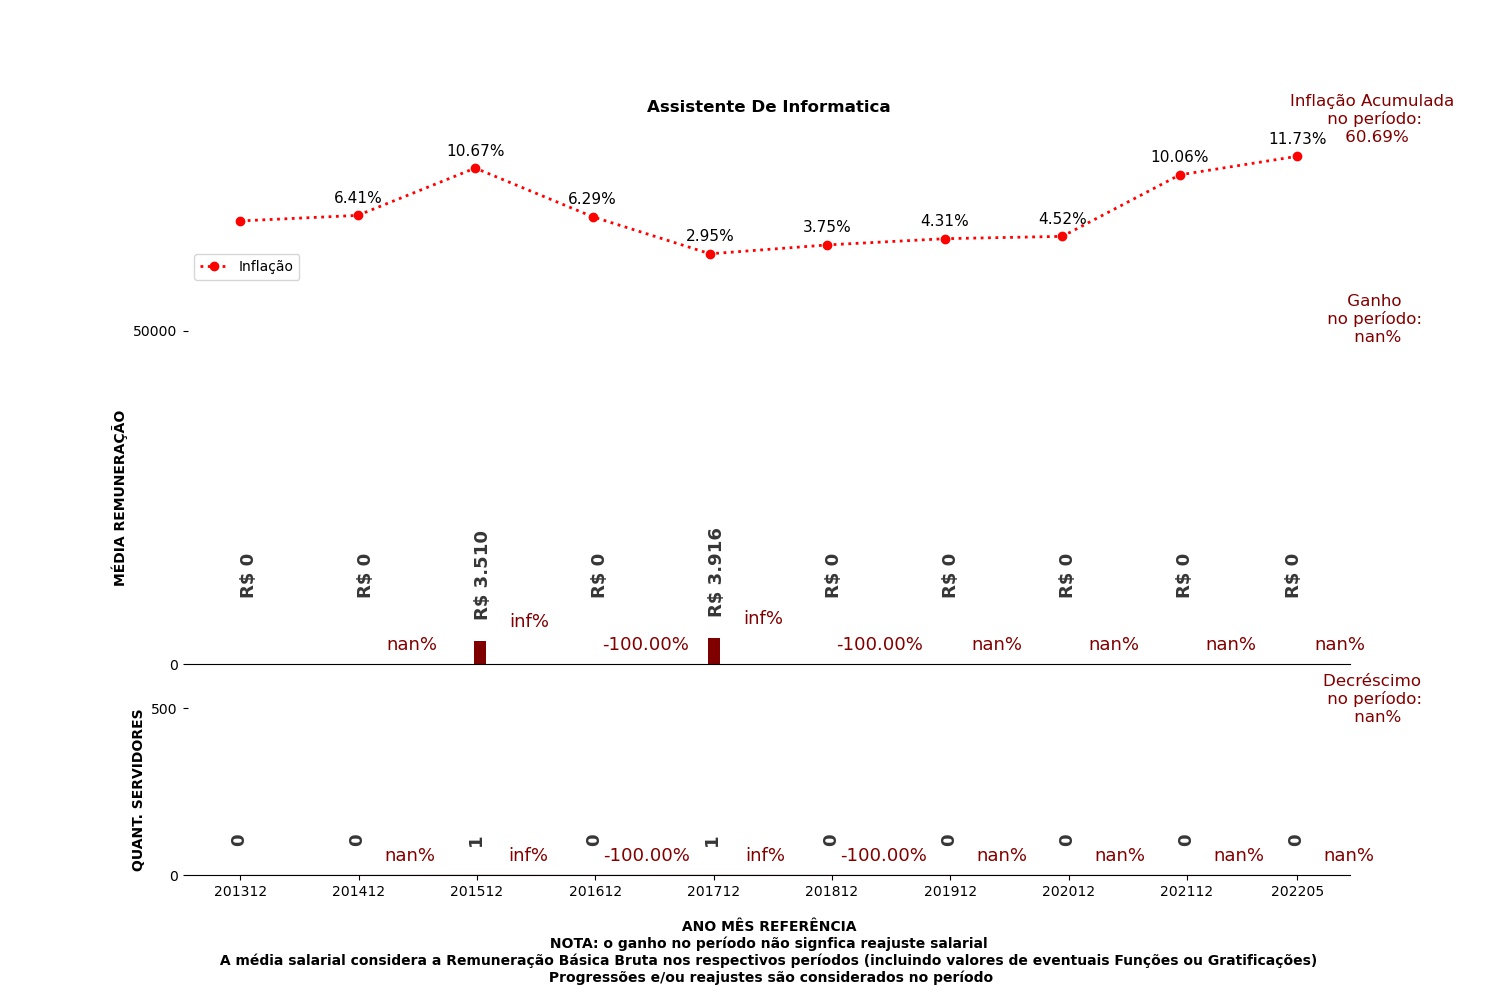 Assistente De Informatica
Inflação Acumulada
no período:
60.69%
6.41%
10.67%
6.29%
2.95%
3.75%
4.31%
4.52%
10.06%
11.73%
Inflação
Ganho
no período:
nan%
50000
0
MÉDIA REMUNERAÇÃO
R$ 0
R$ 0
R$ 3.510
R$ 0
R$ 3.916
R$ 0
R$ 0
R$ 0
R$ 0
R$ 0
nan%
inf%
-100.00%
inf%
-100.00%
nan%
nan%
nan%
nan%
Decréscimo
no período:
nan%
500
0
QUANT. SERVIDORES
0
0
1
0
1
0
0
0
0
0
nan%
inf%
-100.00%
inf%
-100.00%
nan%
nan%
nan%
nan%
201312
201412
201512
201612
201712
201812
201912
202012
202112
202205
ANO MÊS REFERÊNCIA
NOTA: o ganho no período não signfica reajuste salarial
A média salarial considera a Remuneração Básica Bruta nos respectivos períodos (incluindo valores de eventuais Funções ou Gratificações)
Progressões e/ou reajustes são considerados no período